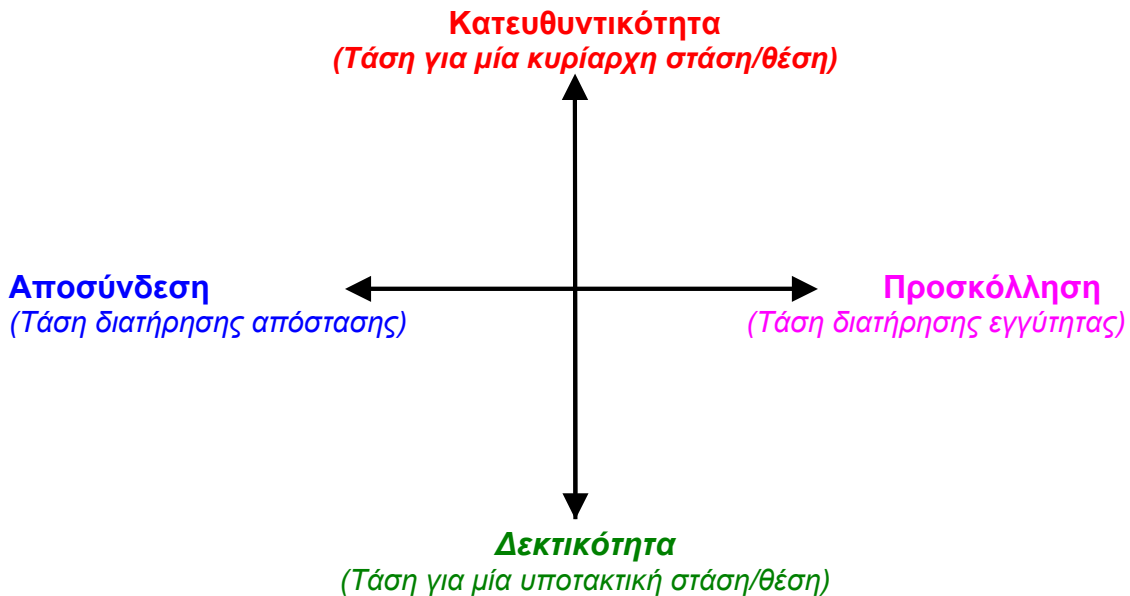 Κατευθυντικότητα
(Τάση για μία κυρίαρχη στάση/θέση)
Αποσύνδεση
(Τάση διατήρησης απόστασης)
Προσκόλληση
(Τάση διατήρησης εγγύτητας)
Δεκτικότητα
(Τάση για μία υποτακτική στάση/θέση)